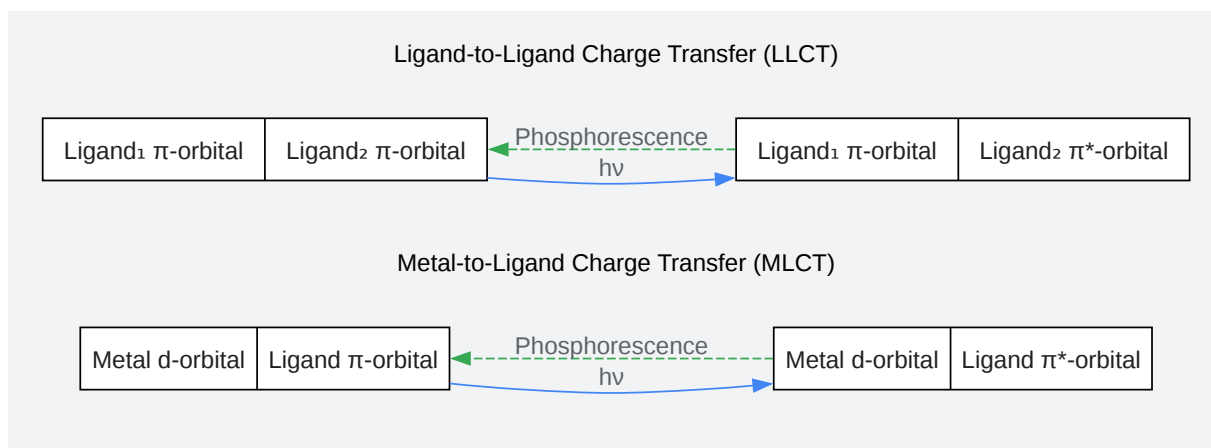 Ligand-to-Ligand Charge Transfer (LLCT)
Ligand₁ π-orbital Ligand₂ π-orbital Phosphorescence hν Ligand₁ π-orbital Ligand₂ π*-orbital
Metal-to-Ligand Charge Transfer (MLCT)
Metal d-orbital Ligand π-orbital Phosphorescence hν Metal d-orbital Ligand π*-orbital